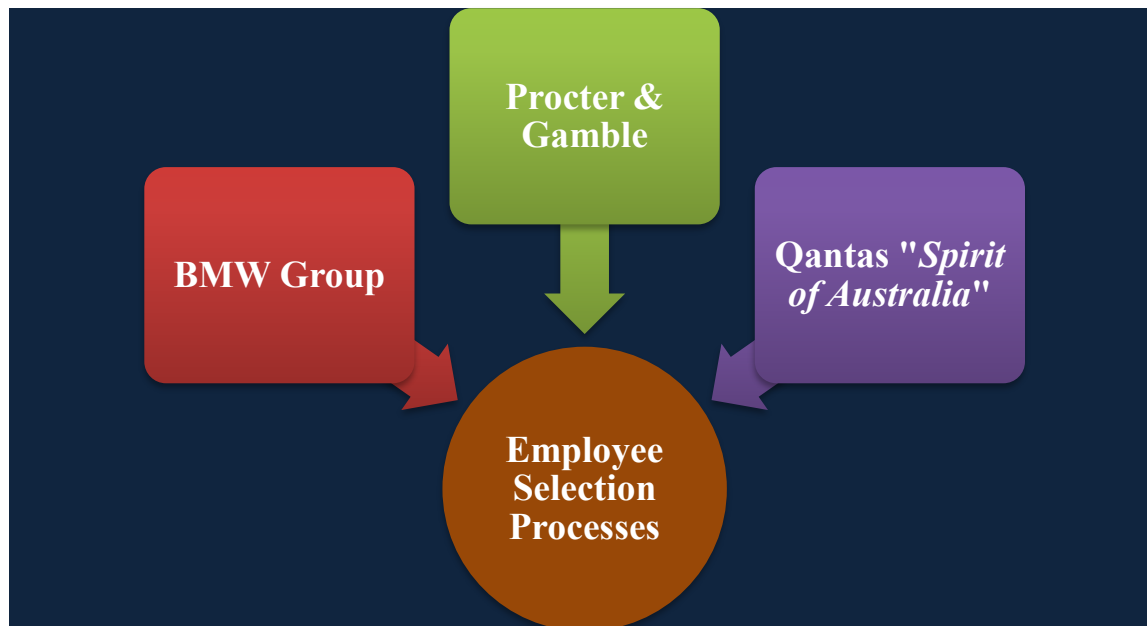 Procter &
Gamble
BMW Group
Qantas "Spirit
of Australia"
Employee
Selection
Processes